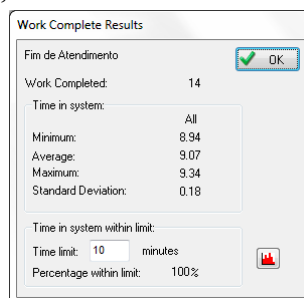 Work Complete Results
Fim de Atendimento
OK
Work Completed: 14
Time in system:
All
Minimum: 8.94
Average: 9.07
Maximum: 9.34
Standard Deviation: 0.18
Time in system within limit:
Time limit: 10 minutes
Percentage within limit: 100%